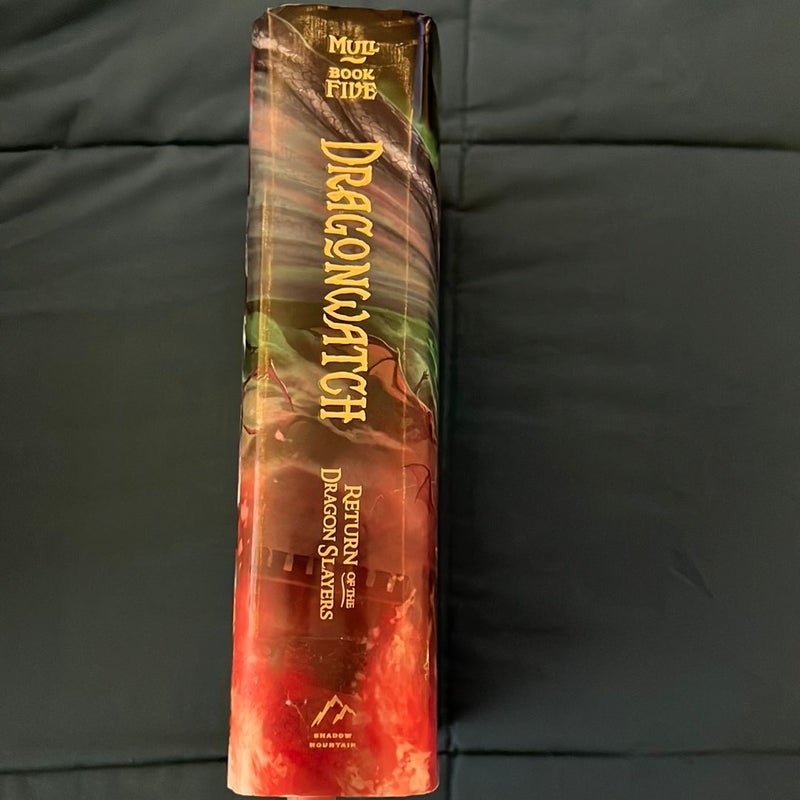 MULL
BOOK
FIVE
DRAGONWATCH
RETURN OF THE
DRAGON SLAYERS
SHADOW
MOUNTAIN